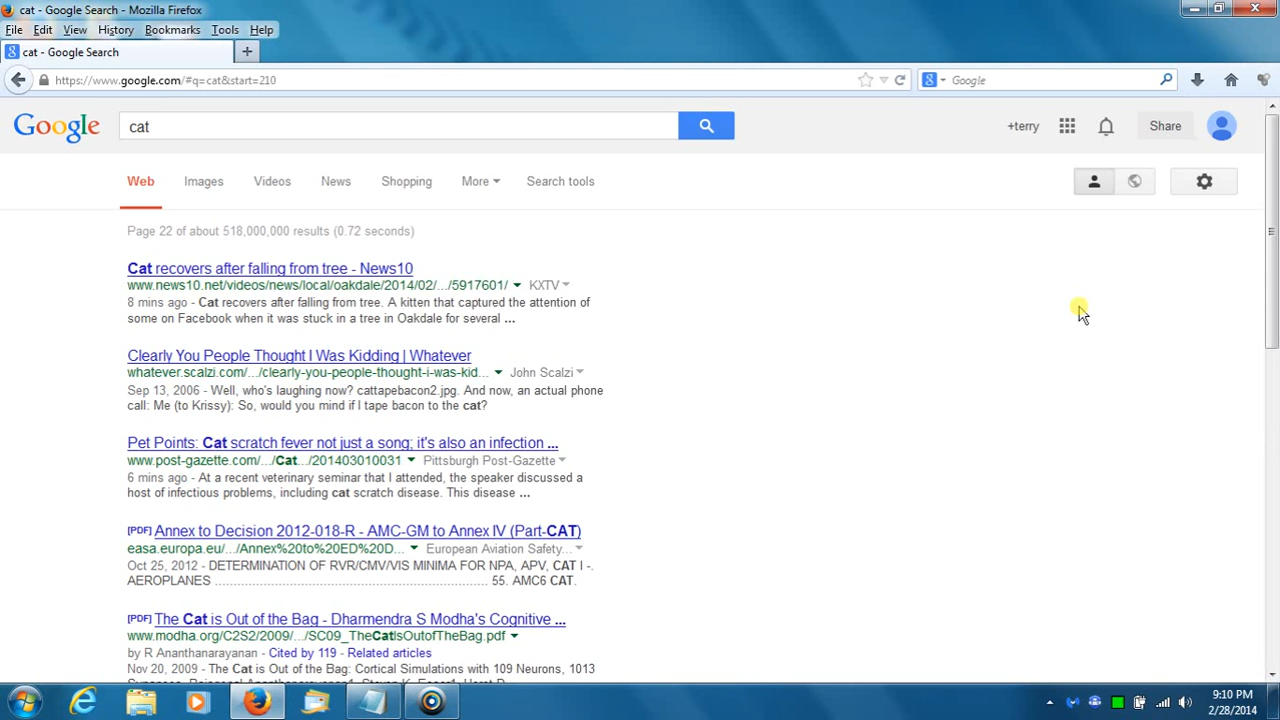 cat - Google Search - Mozilla Firefox
File Edit View History Bookmarks Tools Help
cat - Google Search
https://www.google.com/#q=cat&start=210
Google
Google
cat
+terry
Share
Web Images Videos News Shopping More Search tools
Page 22 of about 518,000,000 results (0.72 seconds)
Cat recovers after falling from tree - News10
www.news10.net/videos/news/local/oakdale/2014/02/.../5917601/ KXTV
8 mins ago - Cat recovers after falling from tree. A kitten that captured the attention of
some on Facebook when it was stuck in a tree in Oakdale for several ...
Clearly You People Thought I Was Kidding | Whatever
whatever.scalzi.com/.../clearly-you-people-thought-i-was-kid... John Scalzi
Sep 13, 2006 - Well, who's laughing now? cattapebacon2.jpg. And now, an actual phone
call: Me (to Krissy): So, would you mind if I tape bacon to the cat?
Pet Points: Cat scratch fever not just a song; it's also an infection ...
www.post-gazette.com/.../Cat.../201403010031 Pittsburgh Post-Gazette
6 mins ago - At a recent veterinary seminar that I attended, the speaker discussed a
host of infectious problems, including cat scratch disease. This disease ...
[PDF] Annex to Decision 2012-018-R - AMC-GM to Annex IV (Part-CAT)
easa.europa.eu/.../Annex%20to%20ED%20D... European Aviation Safety...
Oct 25, 2012 - DETERMINATION OF RVR/CMV/VIS MINIMA FOR NPA, APV, CAT I -.
AEROPLANES ................................................................ 55. AMC6 CAT.
[PDF] The Cat is Out of the Bag - Dharmendra S Modha's Cognitive ...
www.modha.org/C2S2/2009/.../SC09_TheCatIsOutofTheBag.pdf
by R Ananthanarayanan - Cited by 119 - Related articles
Nov 20, 2009 - The Cat is Out of the Bag: Cortical Simulations with 109 Neurons, 1013
9:10 PM
2/28/2014